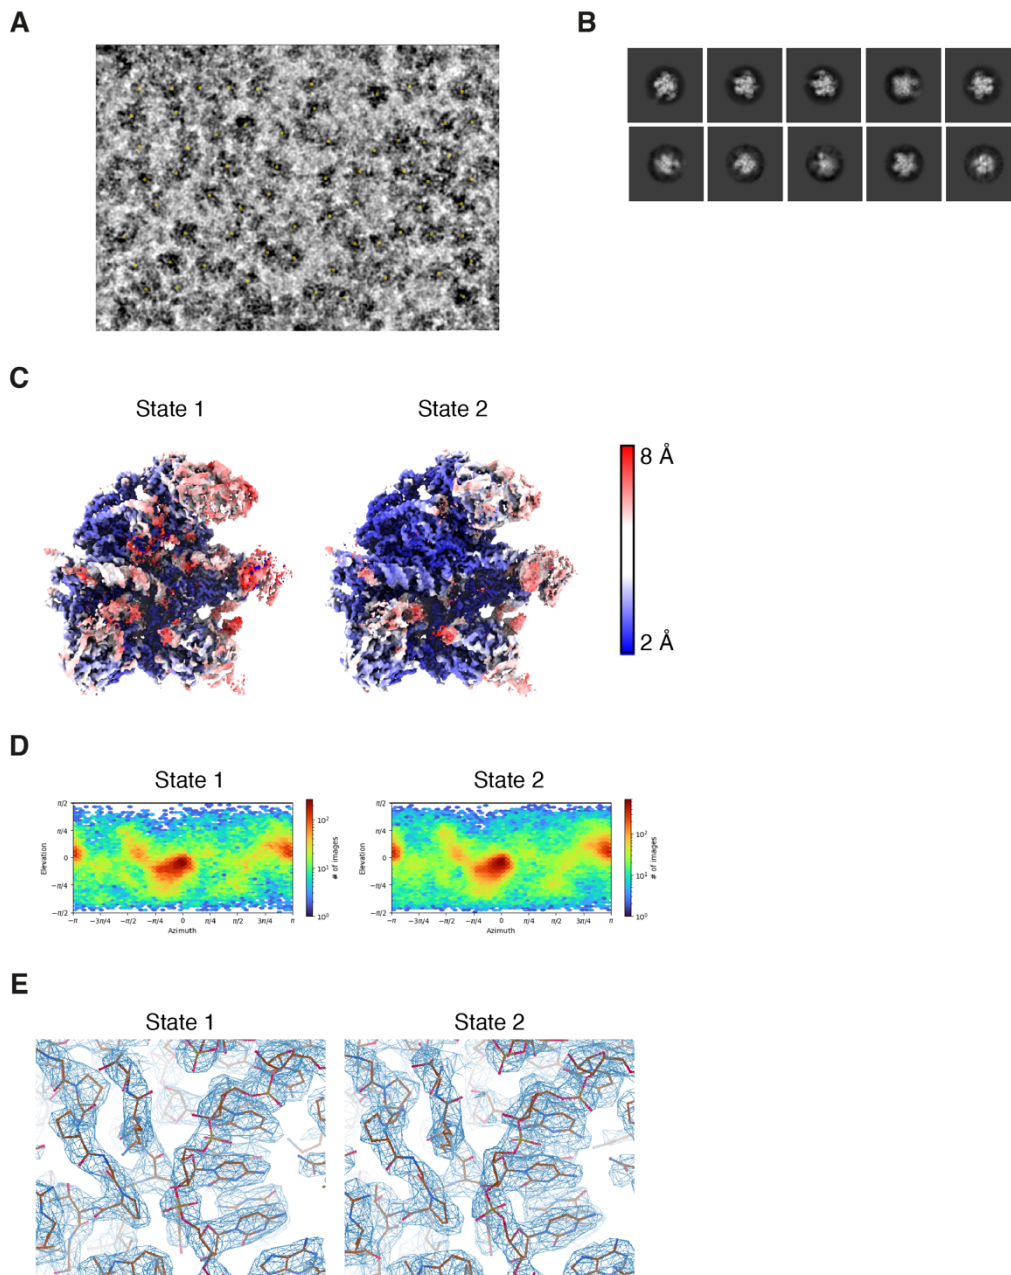 A
B
C
State 1
State 2
8 Å
2 Å
D
State 1
State 2
π/2
π/4
0
−π/4
−π/2
Elevation
−π
−3π/4
−π/2
−π/4
0
π/4
π/2
3π/4
π
Azimuth
10²
10¹
10⁰
# of images
π/2
π/4
0
−π/4
−π/2
Elevation
−π
−3π/4
−π/2
−π/4
0
π/4
π/2
3π/4
π
Azimuth
10²
10¹
10⁰
# of images
E
State 1
State 2